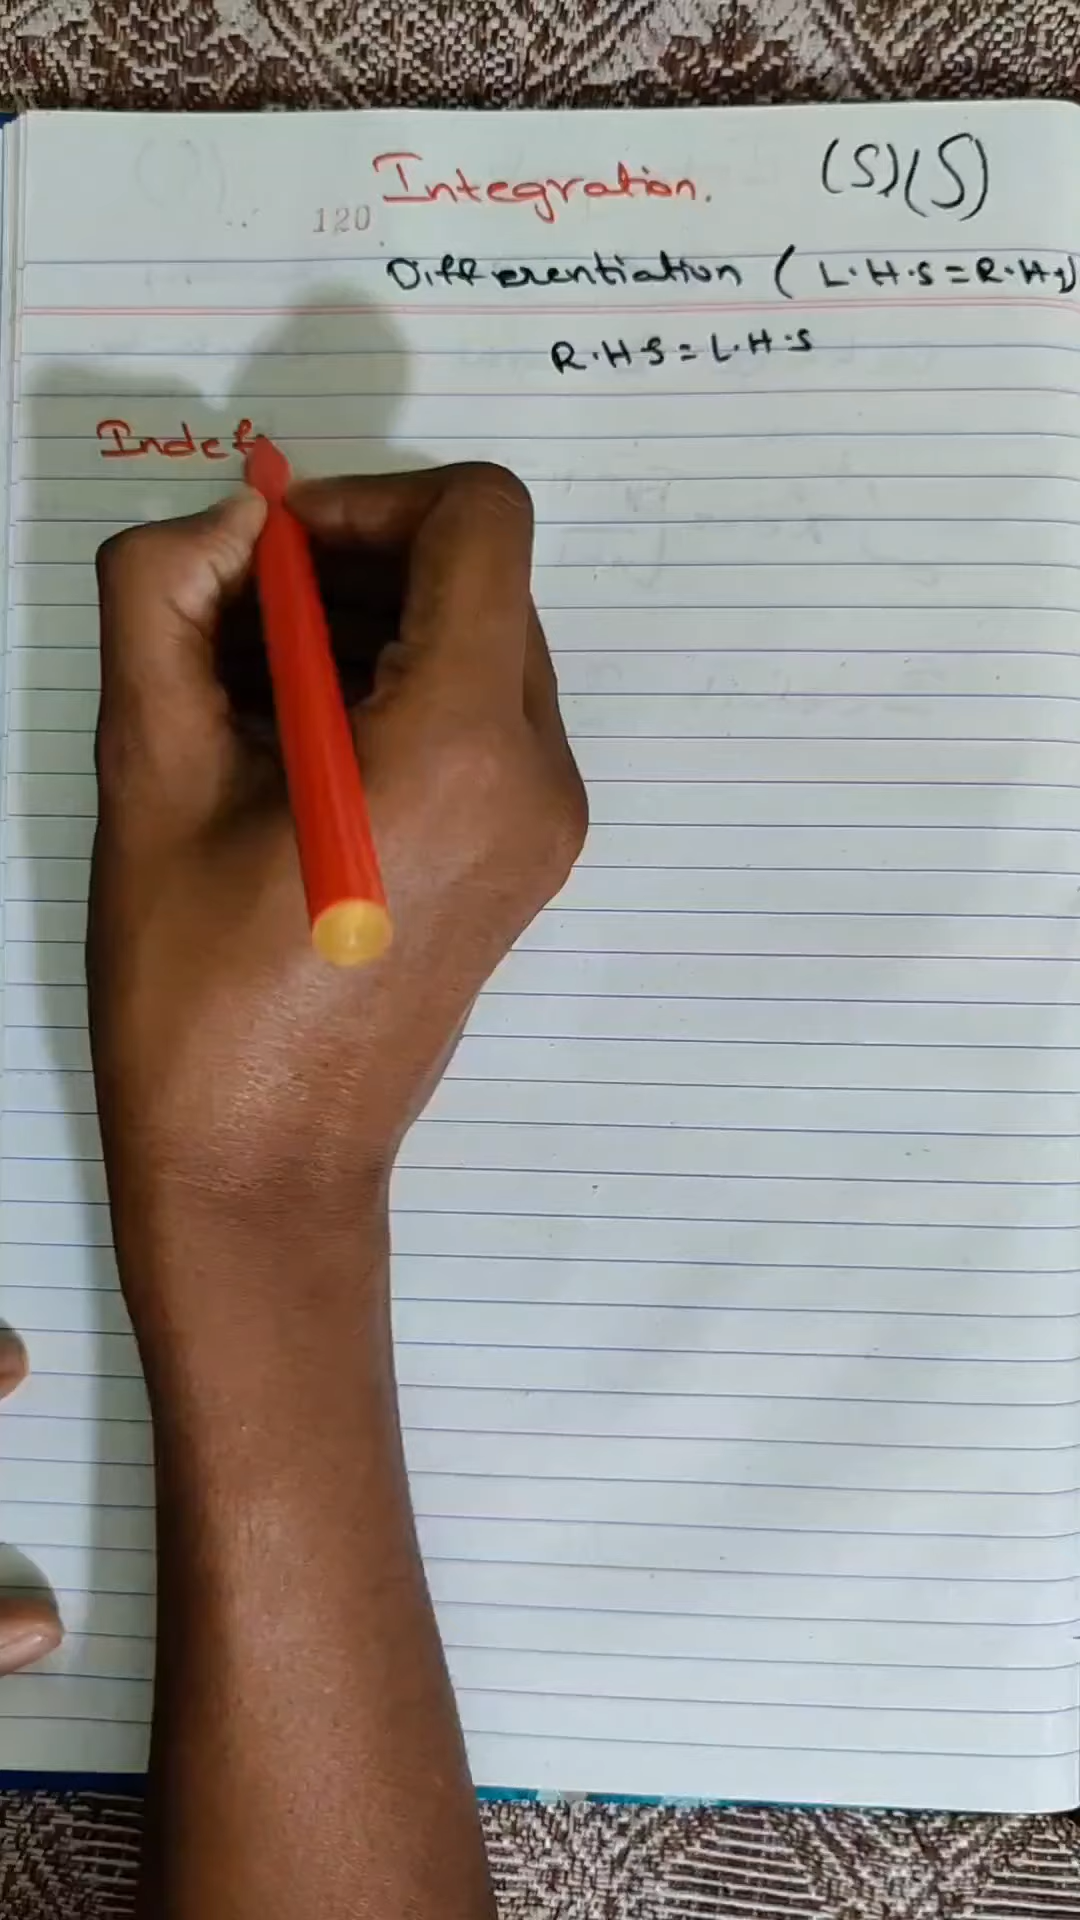 Integration. (S)(S)
120
Differentiation ( L.H.S = R.H.S)
R.H.S = L.H.S
Indef